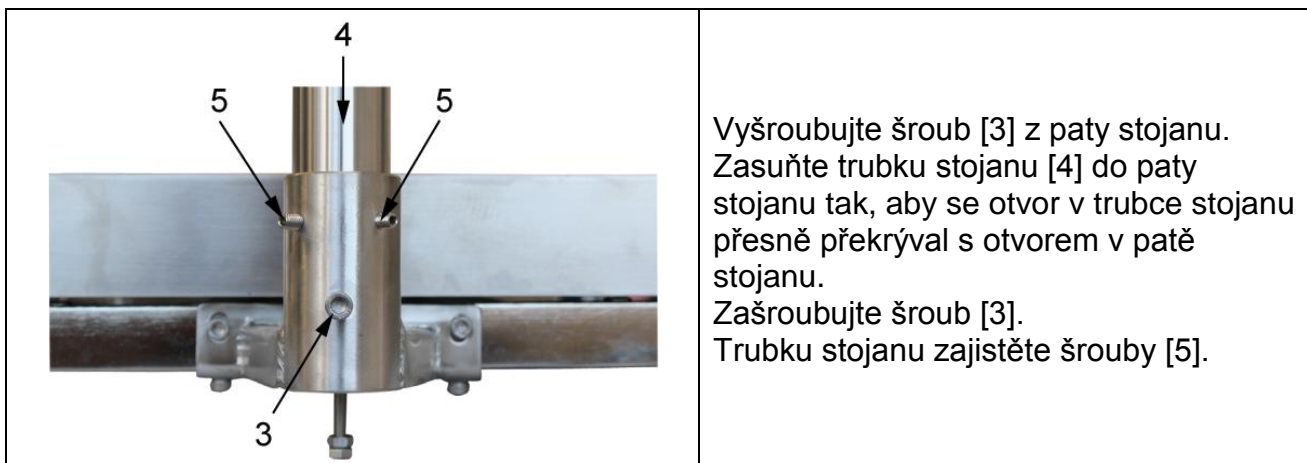 4
5 5
3
Vyšroubujte šroub [3] z paty stojanu.
Zasuňte trubku stojanu [4] do paty
stojanu tak, aby se otvor v trubce stojanu
přesně překrýval s otvorem v patě
stojanu.
Zašroubujte šroub [3].
Trubku stojanu zajistěte šrouby [5].